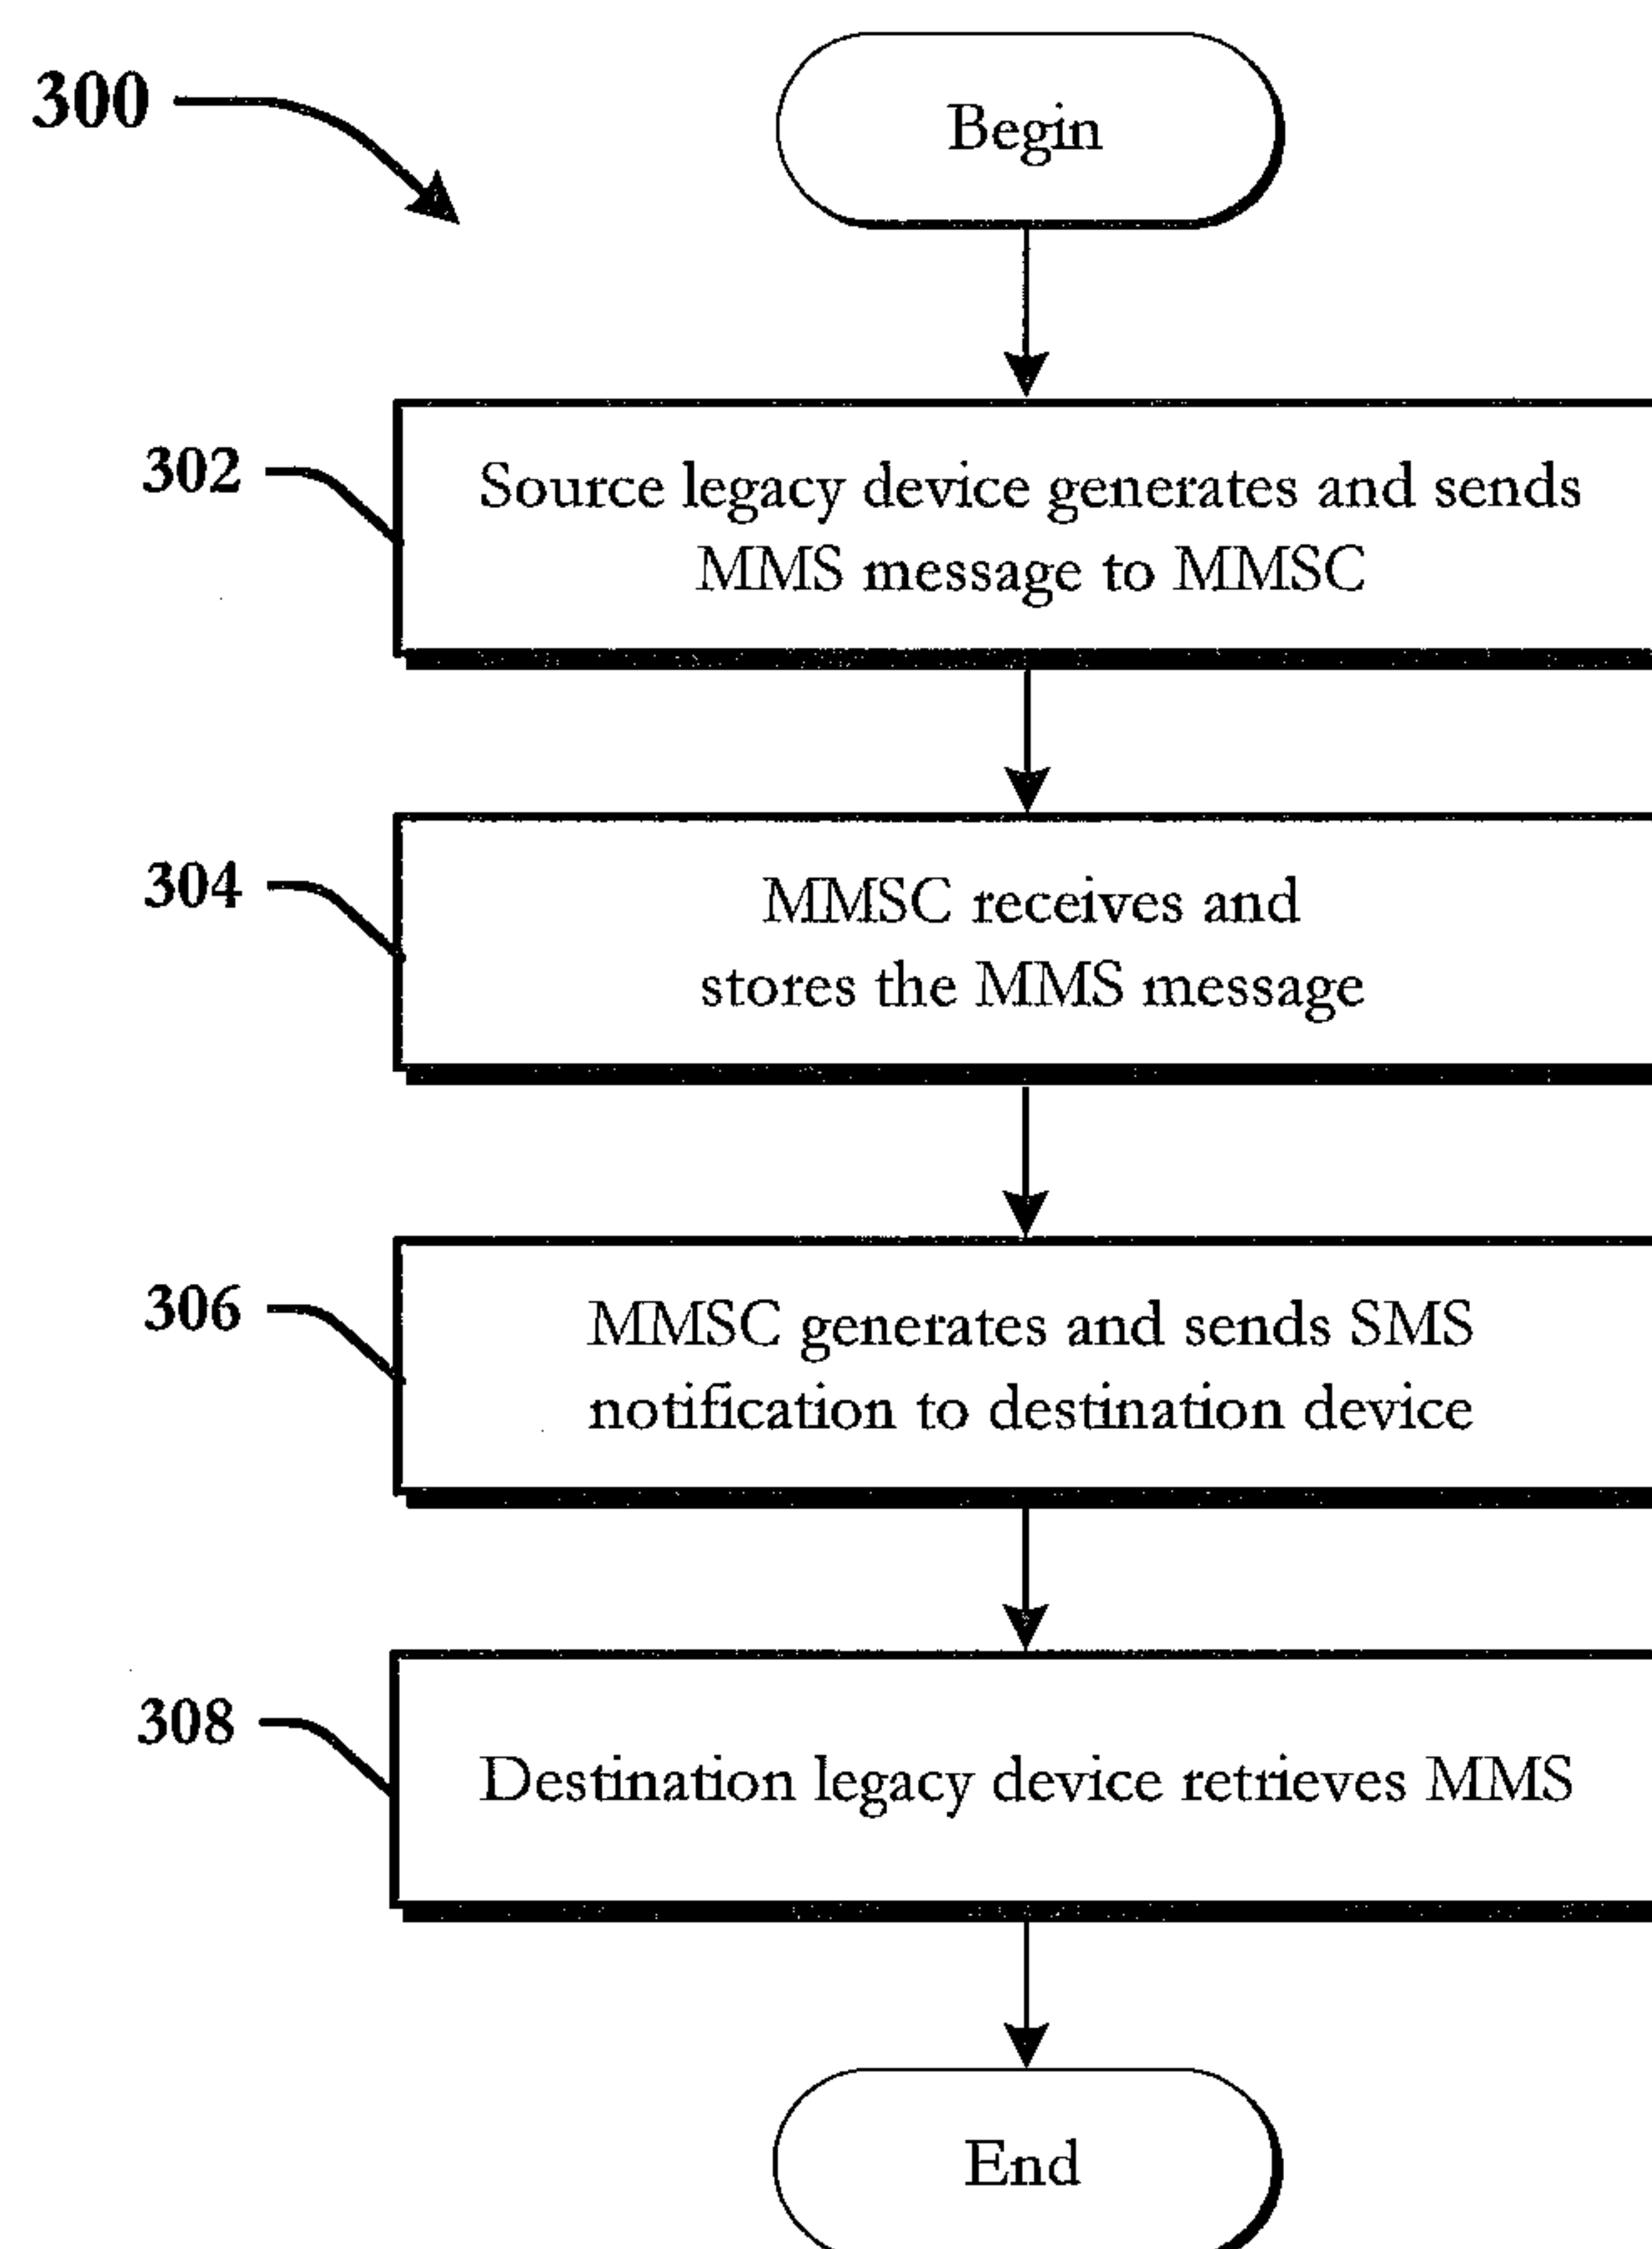 300
Begin
302
Source legacy device generates and sends
MMS message to MMSC
304
MMSC receives and
stores the MMS message
306
MMSC generates and sends SMS
notification to destination device
308
Destination legacy device retrieves MMS
End